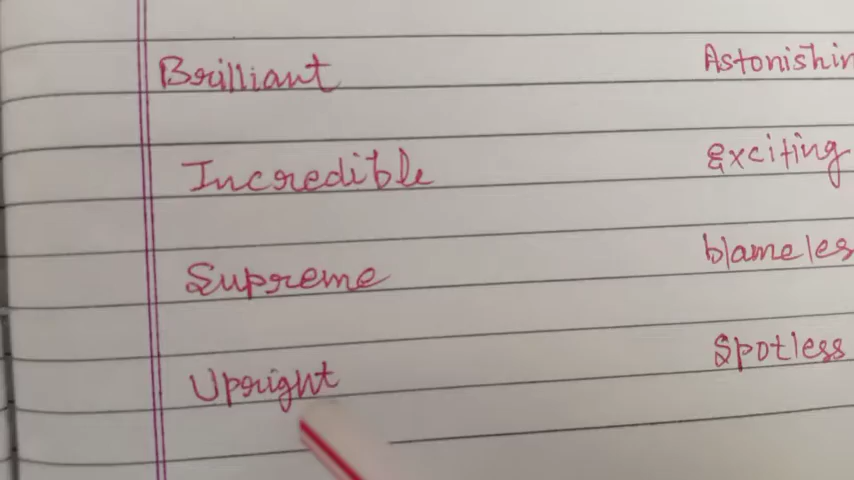 Brilliant Astonishin
Incredible Exciting
Supreme blameles
Upright Spotless